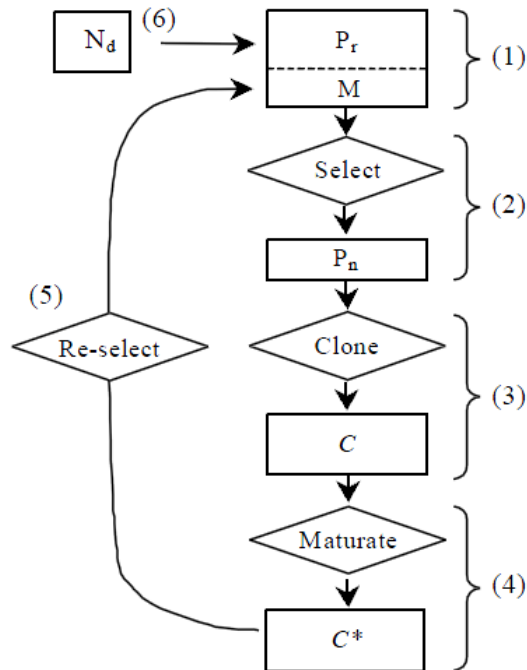 N_d
(6)
P_r
(1)
M
Select
(2)
P_n
(5)
Re-select
Clone
(3)
C
Maturate
(4)
C*